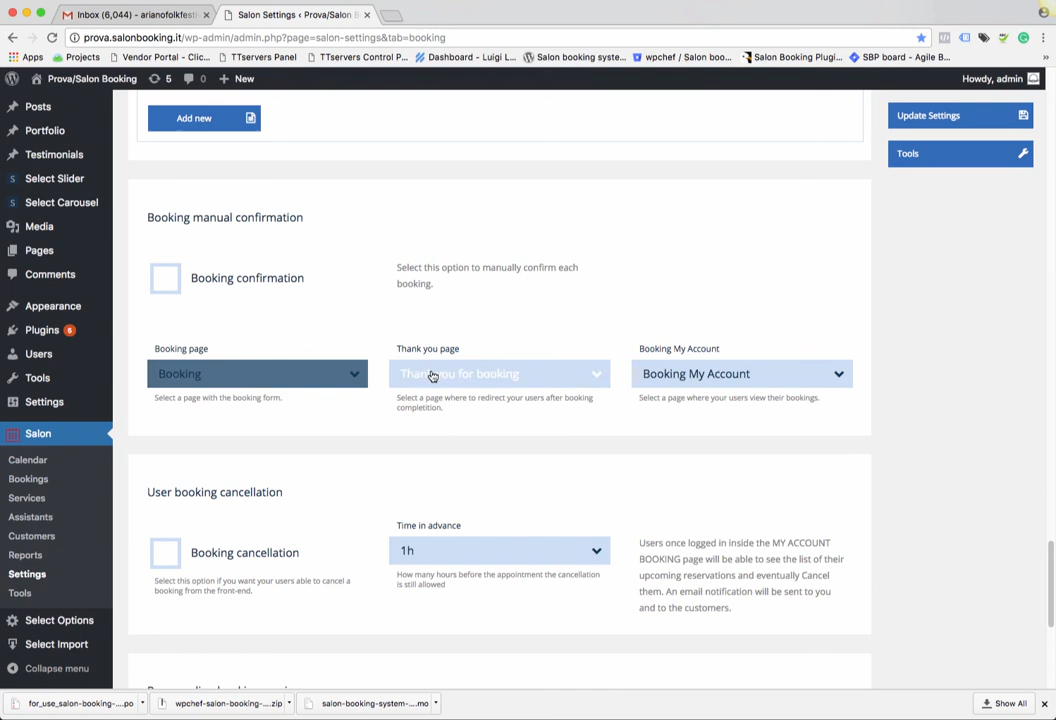 Inbox (6,044) - arianofolkfest
Salon Settings ‹ Prova/Salon B
prova.salonbooking.it/wp-admin/admin.php?page=salon-settings&tab=booking
Apps
Projects
Vendor Portal - Clic...
TTservers Panel
TTservers Control P...
Dashboard - Luigi L...
Salon booking syste...
wpchef / Salon boo...
Salon Booking Plugi...
SBP board - Agile B...
»
Prova/Salon Booking
5
0
New
Howdy, admin
Posts
Portfolio
Testimonials
Select Slider
Select Carousel
Media
Pages
Comments
Appearance
Plugins 6
Users
Tools
Settings
Salon
Calendar
Bookings
Services
Assistants
Customers
Reports
Settings
Tools
Select Options
Select Import
Collapse menu
Add new
Update Settings
Tools
Booking manual confirmation
Booking confirmation
Select this option to manually confirm each
booking.
Booking page
Booking
Select a page with the booking form.
Thank you page
Thank you for booking
Select a page where to redirect your users after booking
completition.
Booking My Account
Booking My Account
Select a page where your users view their bookings.
User booking cancellation
Booking cancellation
Select this option if you want your users able to cancel a
booking from the front-end.
Time in advance
1h
How many hours before the appointment the cancellation
is still allowed
Users once logged in inside the MY ACCOUNT
BOOKING page will be able to see the list of their
upcoming reservations and eventually Cancel
them. An email notification will be sent to you
and to the customers.
for_use_salon-booking-....po
wpchef-salon-booking-....zip
salon-booking-system-....mo
Show All